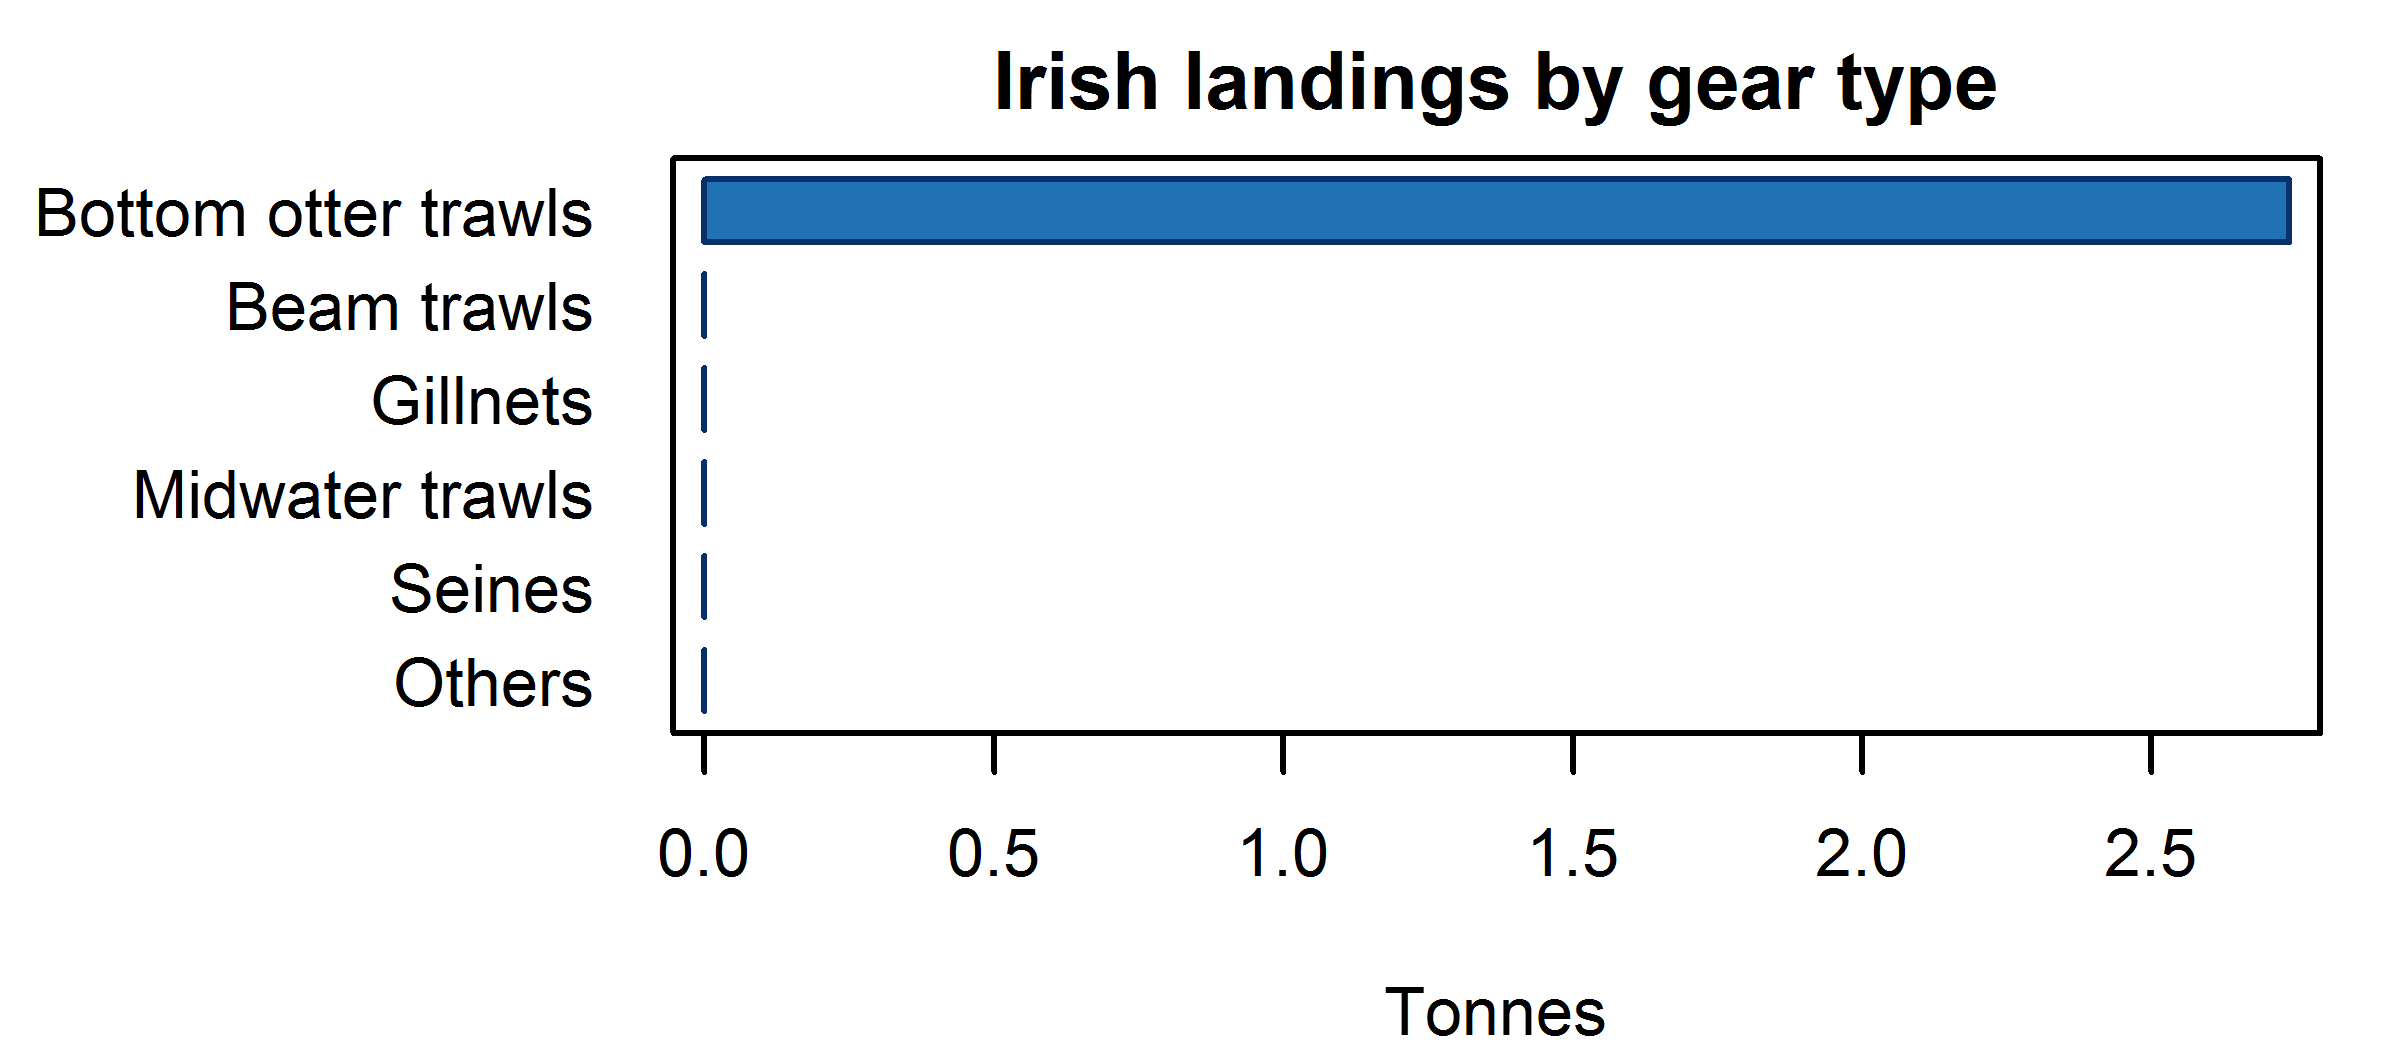 Irish landings by gear type
Bottom otter trawls
Beam trawls
Gillnets
Midwater trawls
Seines
Others
0.0 0.5 1.0 1.5 2.0 2.5
Tonnes